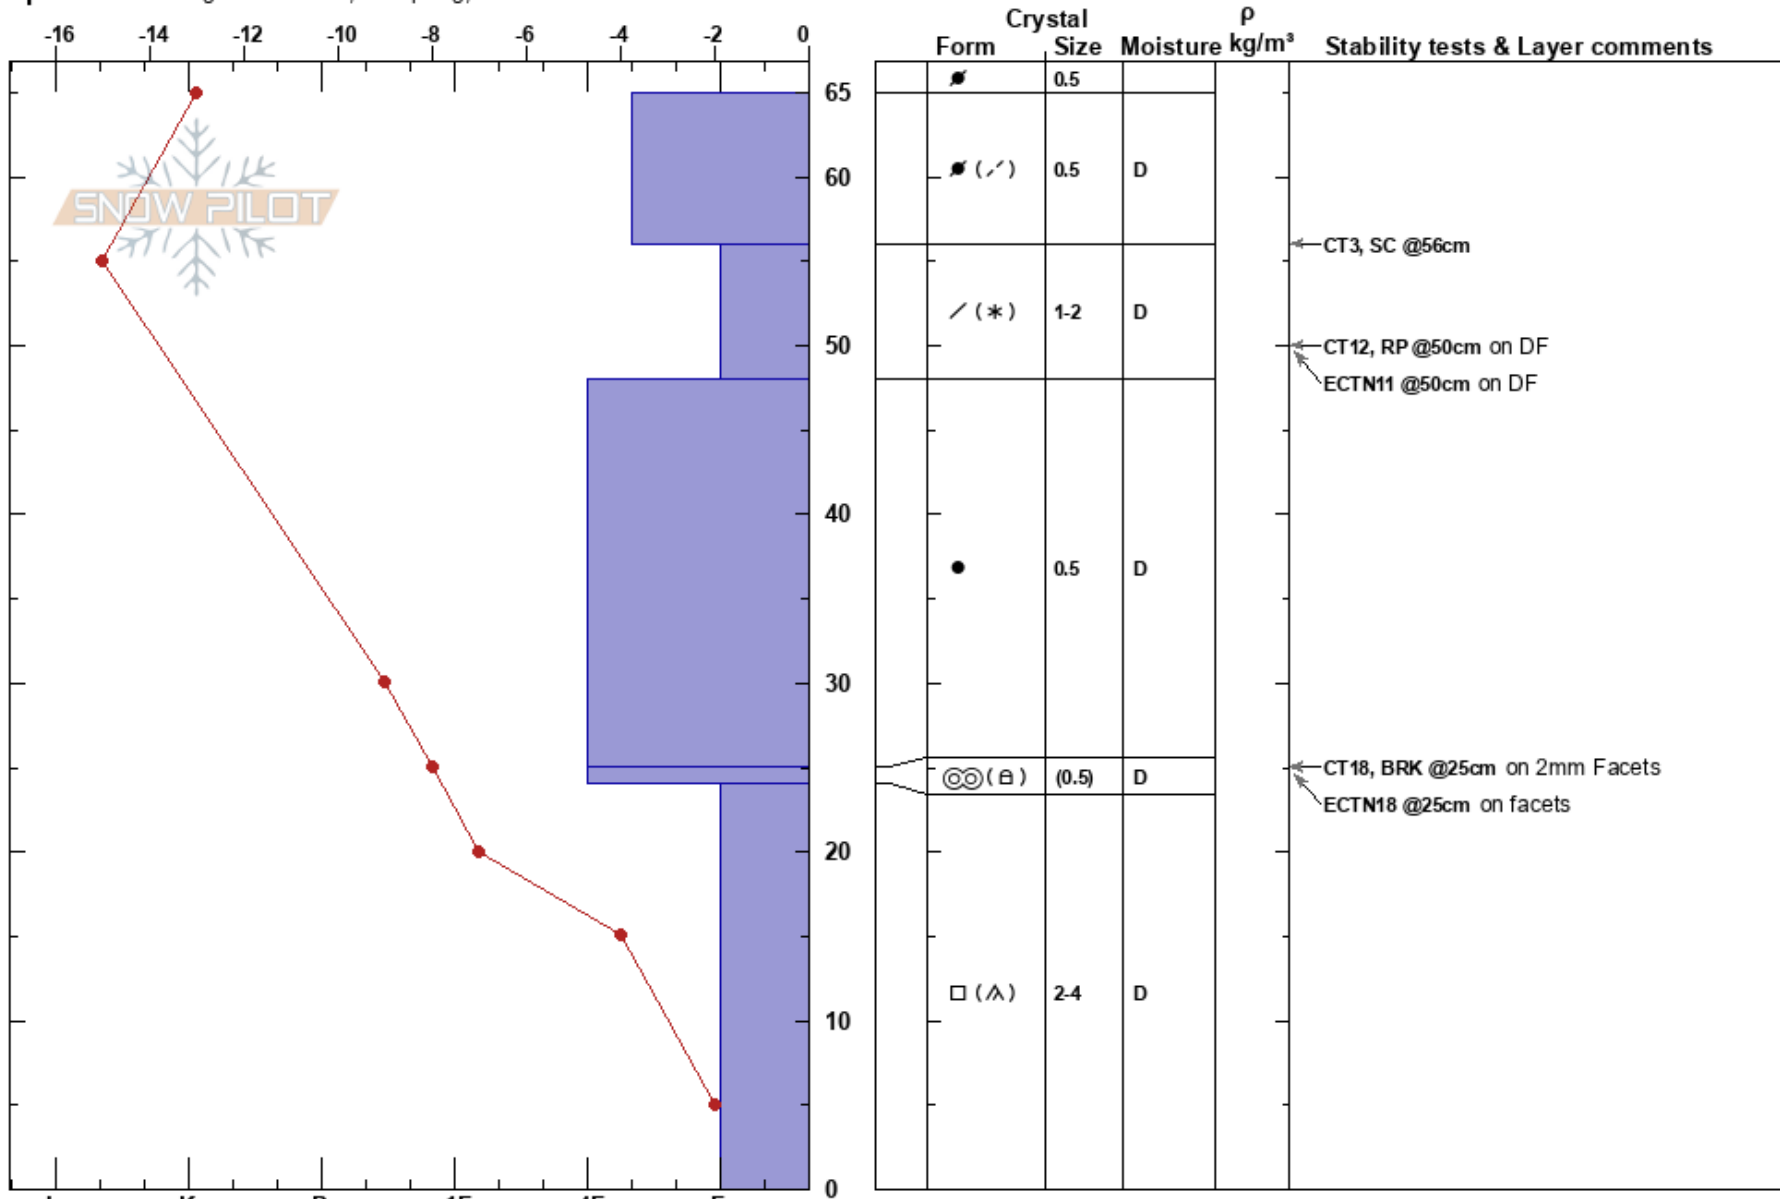 -16 -14 -12 -10 -8 -6 -4 -2 0
Crystal
ρ
Form Size Moisture kg/m³ Stability tests & Layer comments
0.5
65
SNOW PILOT
60
0.5 D
CT3, SC @56cm
1-2 D
50
CT12, RP @50cm on DF
ECTN11 @50cm on DF
40
0.5 D
30
CT18, BRK @25cm on 2mm Facets
(0.5) D
ECTN18 @25cm on facets
20
2-4 D
10
0